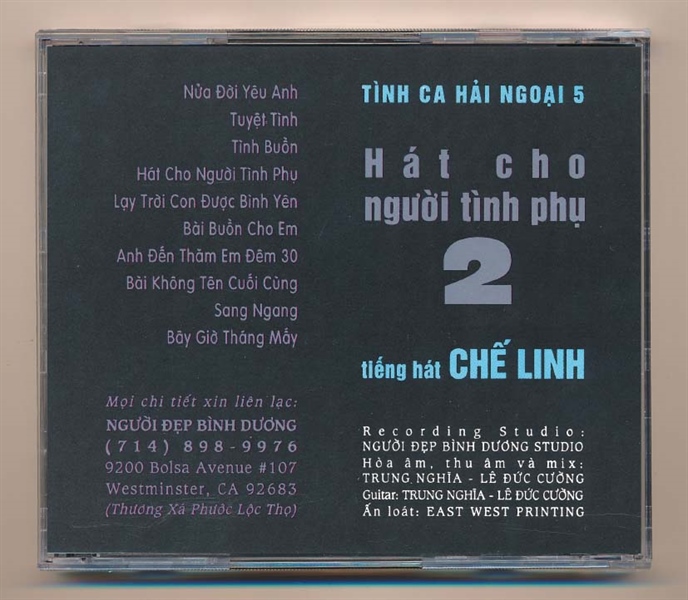 Nửa Đời Yêu Anh
Tuyệt Tình
Tình Buồn
Hát Cho Người Tình Phụ
Lạy Trời Con Được Bình Yên
Bài Buồn Cho Em
Anh Đến Thăm Em Đêm 30
Bài Không Tên Cuối Cùng
Sang Ngang
Bây Giờ Tháng Mấy
Mọi chi tiết xin liên lạc:
NGƯỜI ĐẸP BÌNH DƯƠNG
(714) 898-9976
9200 Bolsa Avenue #107
Westminster, CA 92683
(Thương Xá Phước Lộc Thọ)
TÌNH CA HẢI NGOẠI 5
Hát cho
người tình phụ
2
tiếng hát CHẾ LINH
Recording Studio:
NGƯỜI ĐẸP BÌNH DƯƠNG STUDIO
Hòa âm, thu âm và mix:
TRUNG NGHĨA - LÊ ĐỨC CƯỜNG
Guitar: TRUNG NGHĨA - LÊ ĐỨC CƯỜNG
Ấn loát: EAST WEST PRINTING